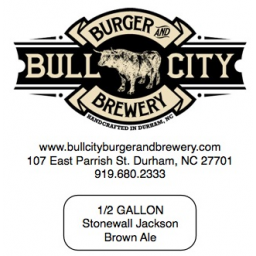 BURGER AND
BULL CITY
BREWERY
HANDCRAFTED IN DURHAM, NC
www.bullcityburgerandbrewery.com
107 East Parrish St. Durham, NC 27701
919.680.2333
1/2 GALLON
Stonewall Jackson
Brown Ale